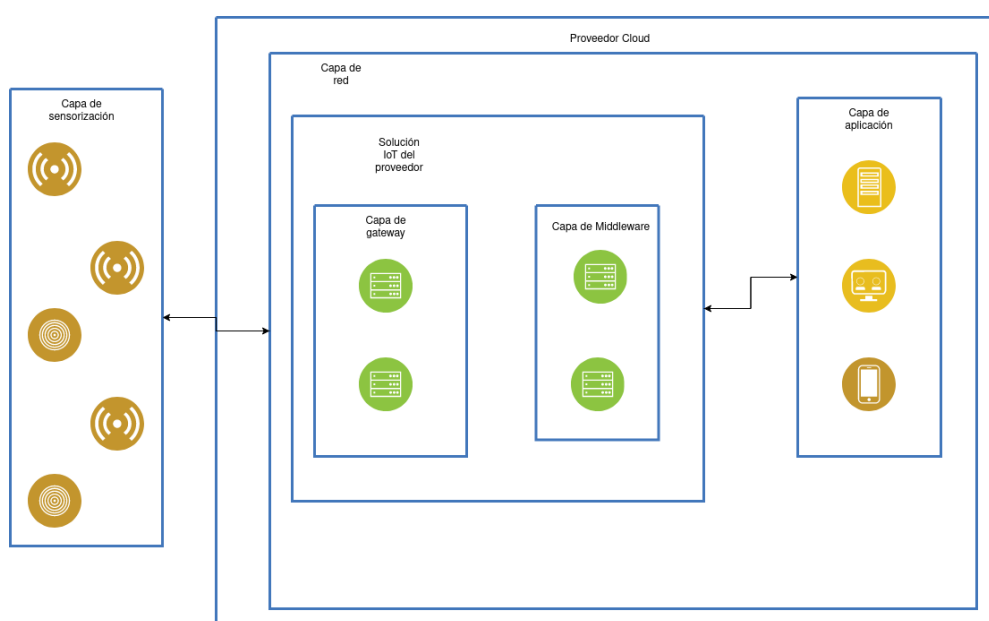 Proveedor Cloud
Capa de
red
Capa de
sensorización
Solución
IoT del
proveedor
Capa de
gateway
Capa de Middleware
Capa de
aplicación